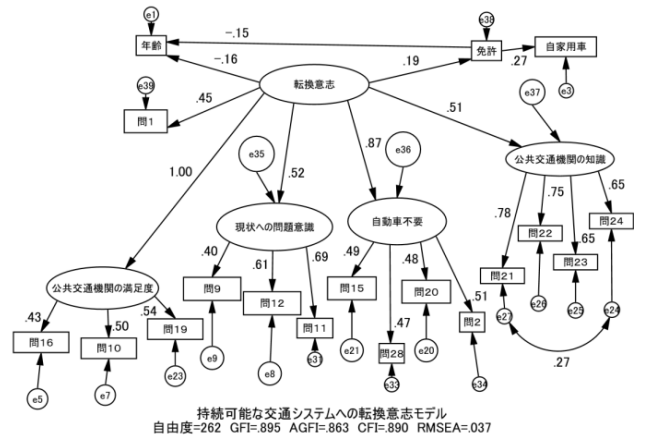 e1
e38
-.15
年齢
免許
自家用車
-.16
.19
.27
e39
転換意志
e3
e37
.45
問1
.51
.87
e36
e35
1.00
.52
公共交通機関の知識
.78
.75
.65
現状への問題意識
自動車不要
問24
問22
.65
.40
.61
.69
.49
.48
問23
公共交通機関の満足度
問9
問15
問20
問21
.54
問12
.51
e26
e25
e24
.43
.50
問19
問11
.47
問2
e27
問16
問10
e9
e31
e21
問28
e20
.27
e23
e8
e33
e34
e5
e7
持続可能な交通システムへの転換意志モデル
自由度=262 GFI=.895 AGFI=.863 CFI=.890 RMSEA=.037